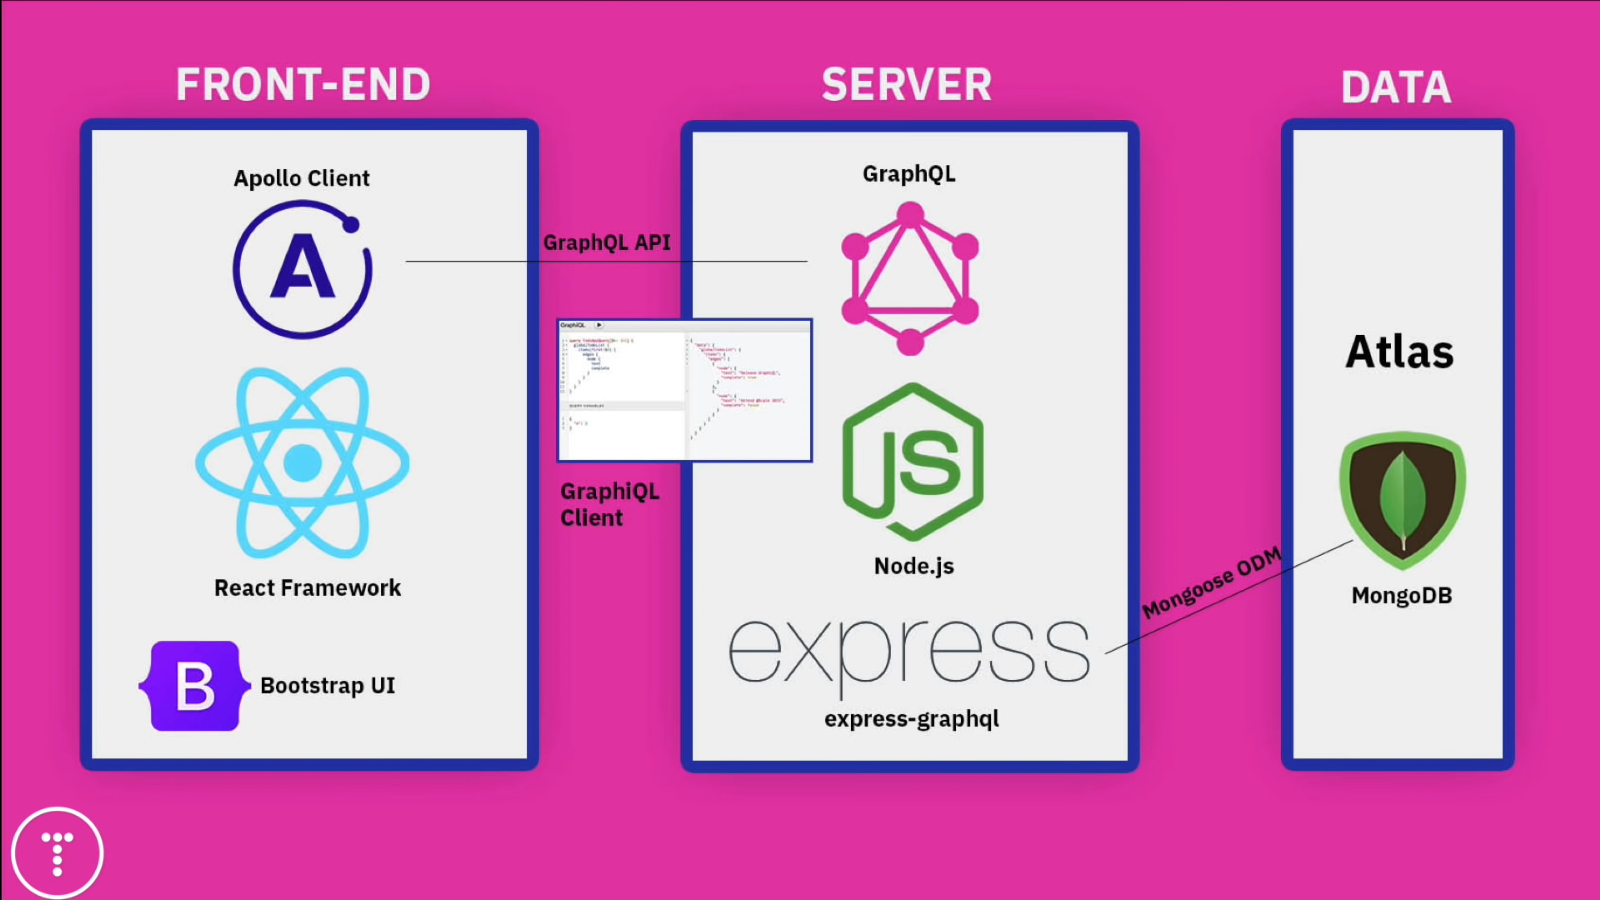 FRONT-END
SERVER
DATA
Apollo Client
A
React Framework
B
Bootstrap UI
GraphQL API
GraphiQL
GraphiQL
Client
GraphQL
JS
Node.js
express
express-graphql
Mongoose ODM
Atlas
MongoDB
T